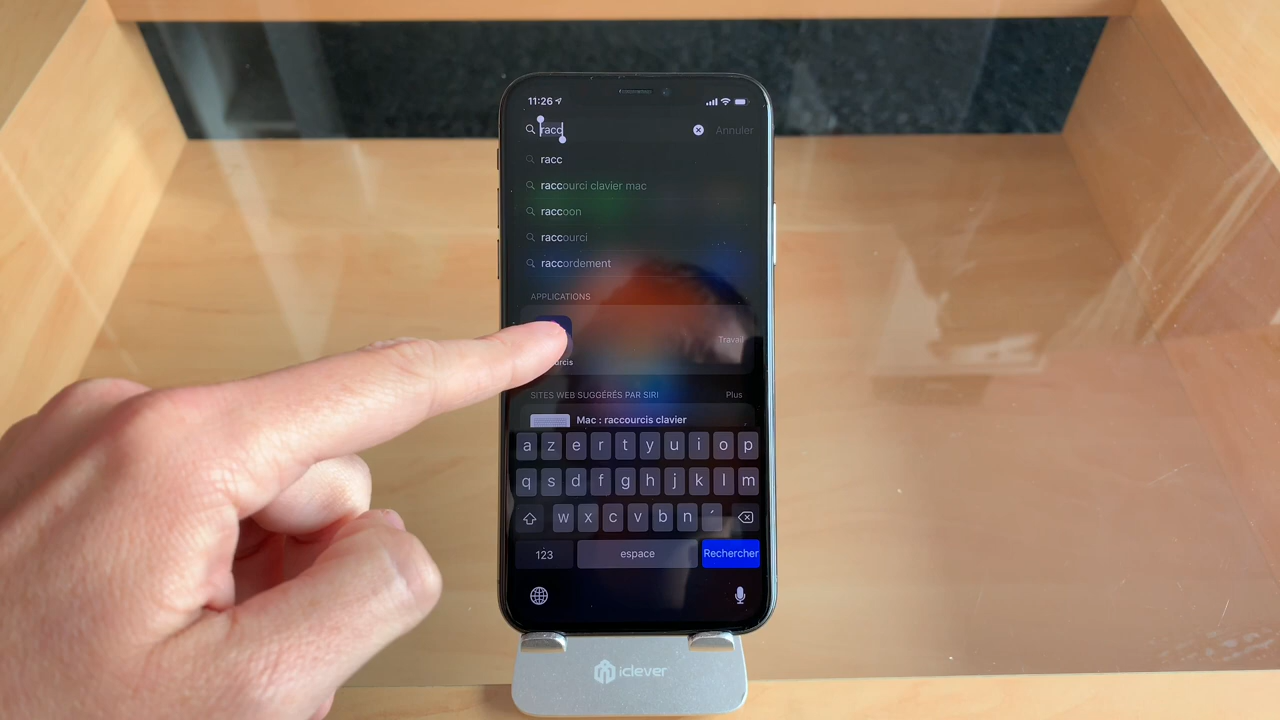 11:26
racc Annuler
racc
raccourci clavier mac
raccoon
raccourci
raccordement
APPLICATIONS
Travail
SITES WEB SUGGÉRÉS PAR SIRI Plus
Mac : raccourcis clavier
a z e r t y u i o p
q s d f g h j k l m
w x c v b n ´
123 espace Rechercher
iclever